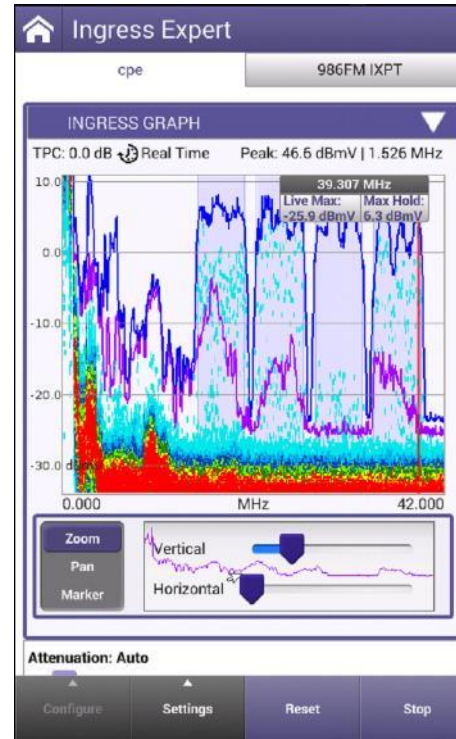 Ingress Expert
cpe 986FM IXPT
INGRESS GRAPH
TPC: 0.0 dB Real Time Peak: 46.6 dBmV | 1.526 MHz
39.307 MHz
Live Max: Max Hold:
-25.9 dBmV 6.3 dBmV
10.0
0.0
-10.0
-20.0
-30.0 dBmV
0.000 MHz 42.000
Zoom
Pan
Marker
Vertical
Horizontal
Attenuation: Auto
Configure Settings Reset Stop